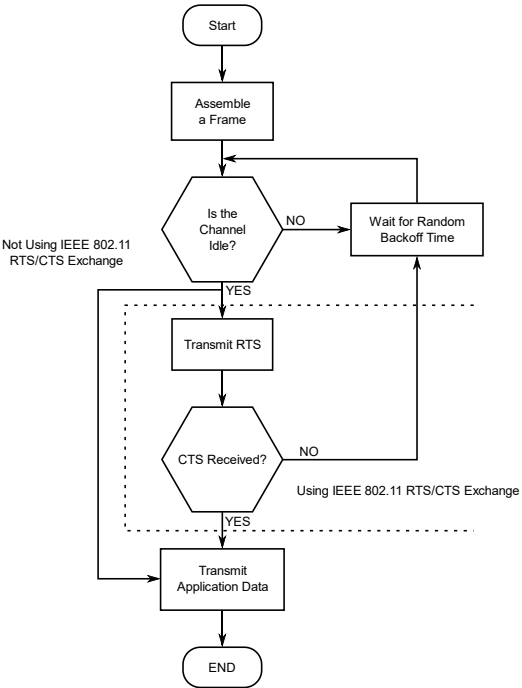 Start
Assemble
a Frame
Is the
Channel
Idle?
NO
Wait for Random
Backoff Time
Not Using IEEE 802.11
RTS/CTS Exchange
YES
Transmit RTS
CTS Received?
NO
Using IEEE 802.11 RTS/CTS Exchange
YES
Transmit
Application Data
END